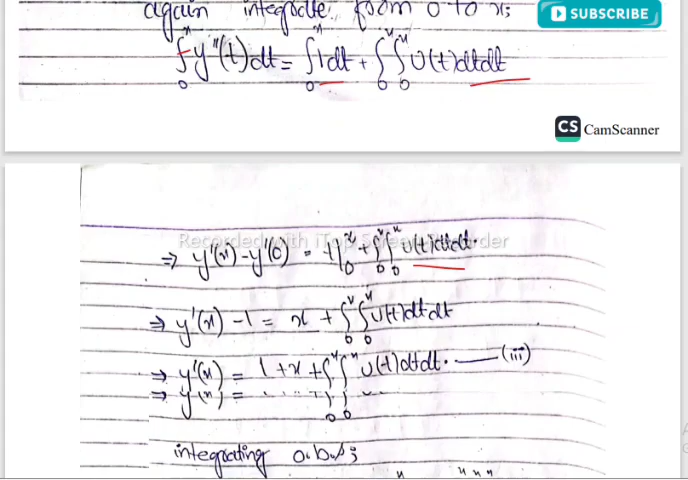 again integrate from 0 to x;
SUBSCRIBE
∫₀ˣ y''(t)dt = ∫₀ˣ 1dt + ∫₀ˣ∫₀ˣ U(t)dtdt
CS CamScanner
⇒ y'(x) - y'(0) = t|₀ˣ + ∫₀ˣ∫₀ˣ U(t)dtdt.
⇒ y'(x) - 1 = x + ∫₀ˣ∫₀ˣ U(t)dtdt
⇒ y'(x) = 1 + x + ∫₀ˣ∫₀ˣ U(t)dtdt. —— (iii)
integrating o.b.s;